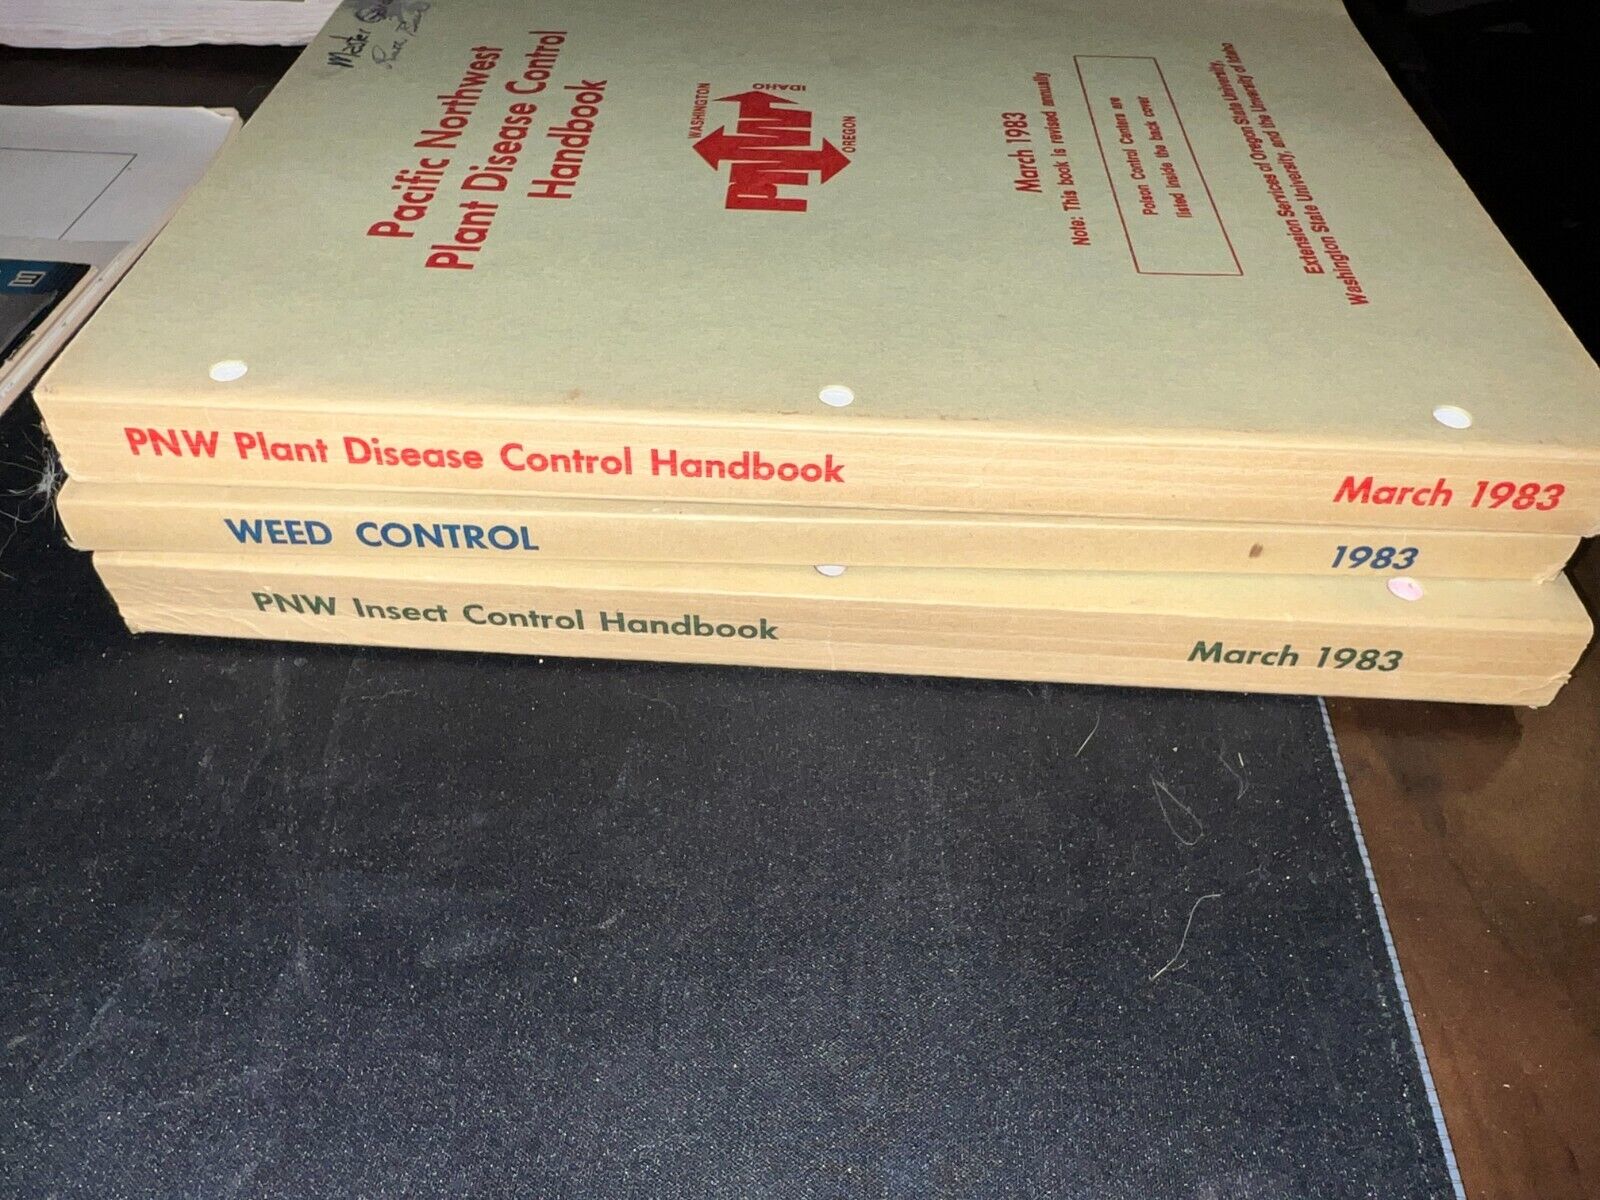 Master
Pacific Northwest
Plant Disease Control
Handbook
WASHINGTON
IDAHO
PNW
OREGON
March 1983
Note: This book is revised annually
Poison Control Centers are
listed inside the back cover
Extension Services of Oregon State University,
Washington State University, and the University of Idaho
PNW Plant Disease Control Handbook March 1983
WEED CONTROL 1983
PNW Insect Control Handbook March 1983